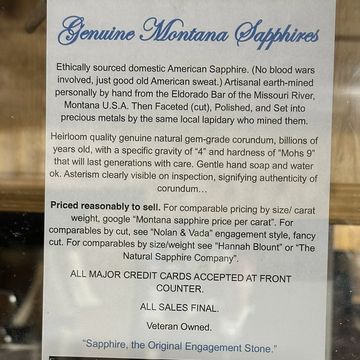 Genuine Montana Sapphires
Ethically sourced domestic American Sapphire. (No blood wars
involved, just good old American sweat.) Artisanal earth-mined
personally by hand from the Eldorado Bar of the Missouri River,
Montana U.S.A. Then Faceted (cut), Polished, and Set into
precious metals by the same local lapidary who mined them.
Heirloom quality genuine natural gem-grade corundum, billions of
years old, with a specific gravity of "4" and hardness of "Mohs 9"
that will last generations with care. Gentle hand soap and water
ok. Asterism clearly visible on inspection, signifying authenticity of
corundum…
Priced reasonably to sell. For comparable pricing by size/ carat
weight, google "Montana sapphire price per carat". For
comparables by cut, see "Nolan & Vada" engagement style, fancy
cut. For comparables by size/weight see "Hannah Blount" or "The
Natural Sapphire Company".
ALL MAJOR CREDIT CARDS ACCEPTED AT FRONT
COUNTER.
ALL SALES FINAL.
Veteran Owned.
"Sapphire, the Original Engagement Stone."